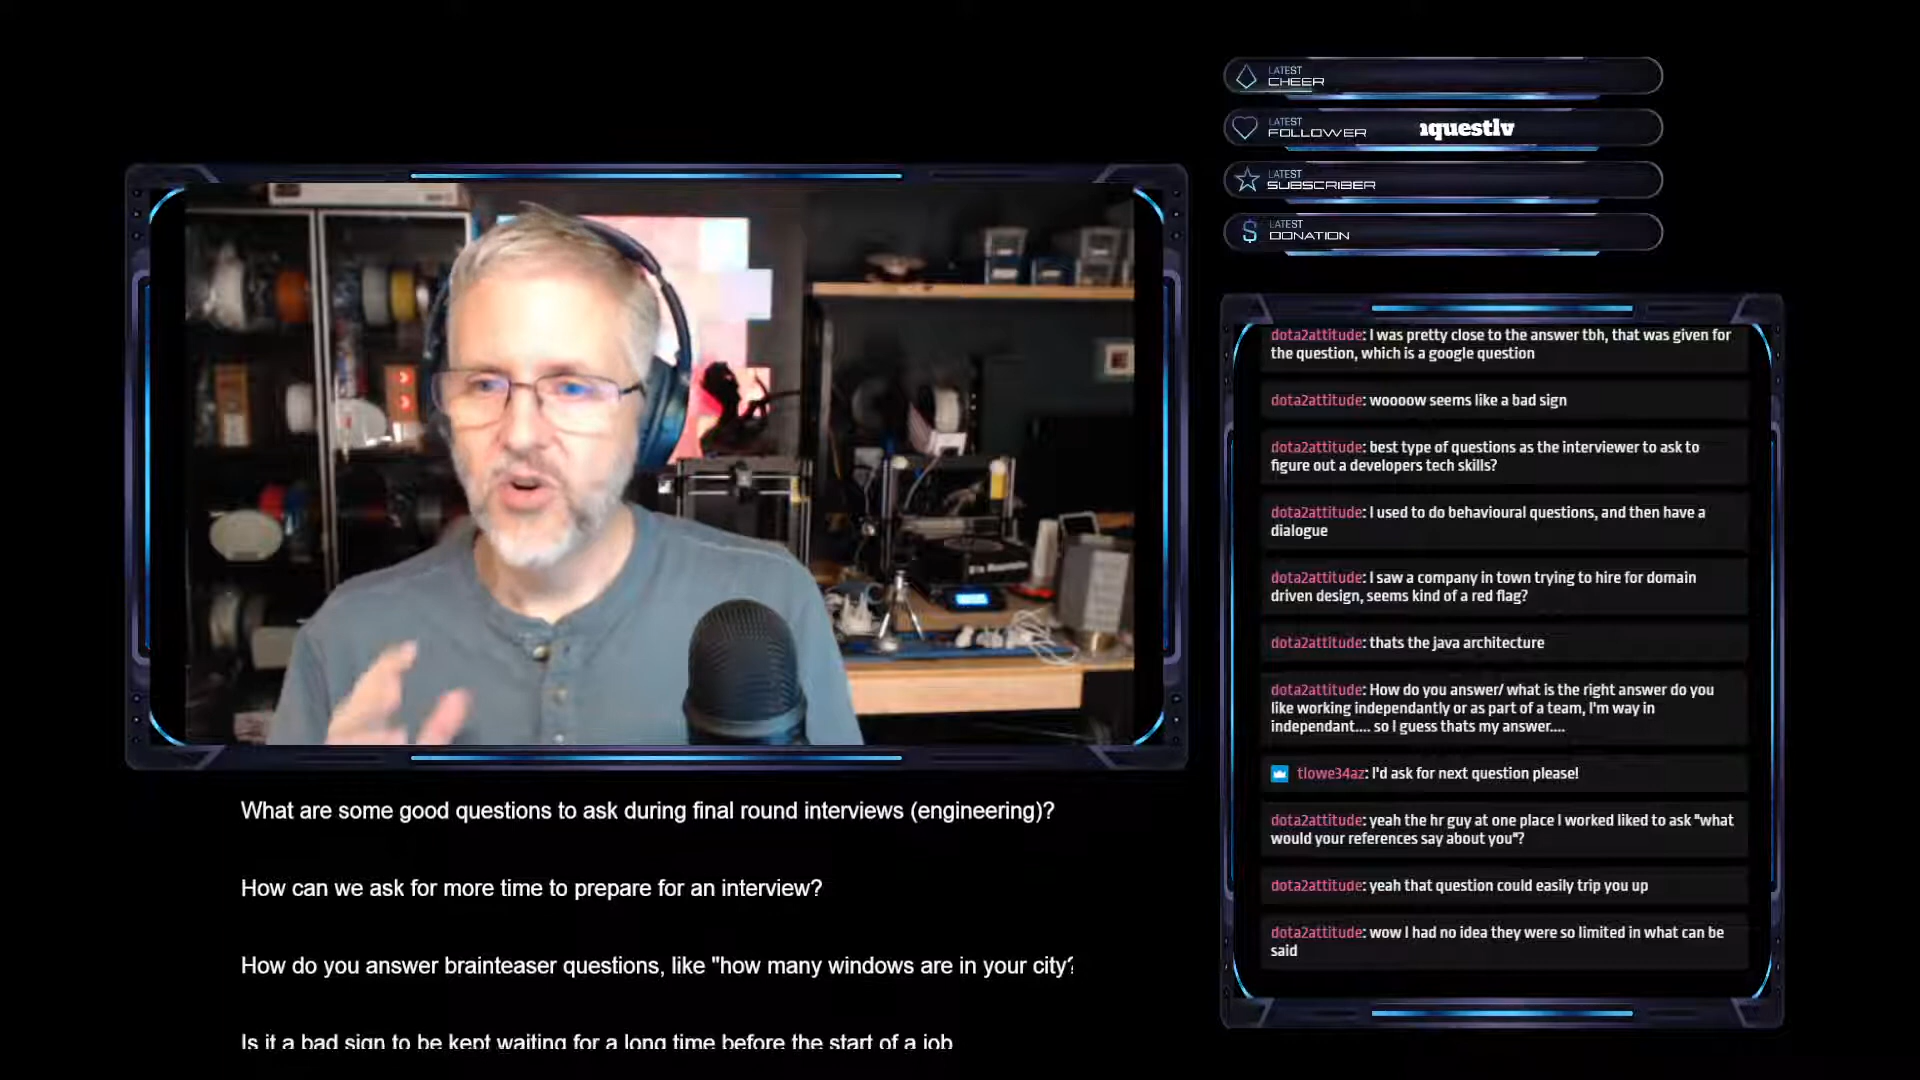 LATEST
CHEER
LATEST
FOLLOWER
questlv
LATEST
SUBSCRIBER
LATEST
DONATION
dota2attitude: I was pretty close to the answer tbh, that was given for
the question, which is a google question
dota2attitude: woooow seems like a bad sign
dota2attitude: best type of questions as the interviewer to ask to
figure out a developers tech skills?
dota2attitude: I used to do behavioural questions, and then have a
dialogue
dota2attitude: I saw a company in town trying to hire for domain
driven design, seems kind of a red flag?
dota2attitude: thats the java architecture
dota2attitude: How do you answer/ what is the right answer do you
like working independantly or as part of a team, I'm way in
independant.... so I guess thats my answer....
tlowe34az: I'd ask for next question please!
dota2attitude: yeah the hr guy at one place I worked liked to ask "what
would your references say about you"?
dota2attitude: yeah that question could easily trip you up
dota2attitude: wow I had no idea they were so limited in what can be
said
What are some good questions to ask during final round interviews (engineering)?
How can we ask for more time to prepare for an interview?
How do you answer brainteaser questions, like "how many windows are in your city?
Is it a bad sign to be kept waiting for a long time before the start of a job